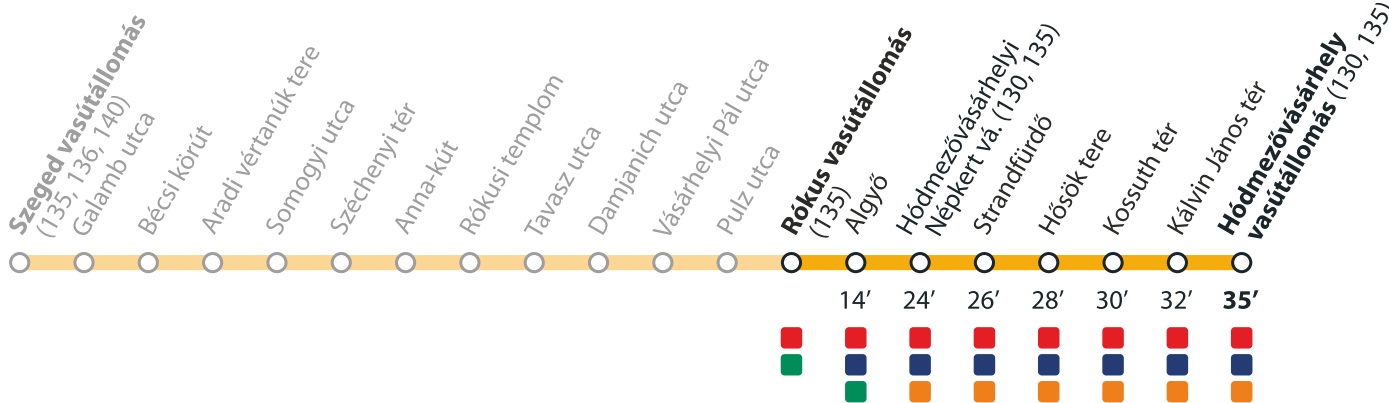 Szeged vasútállomás
(135, 136, 140)
Galamb utca
Bécsi körút
Aradi vértanúk tere
Somogyi utca
Széchenyi tér
Anna-kút
Rókusi templom
Tavasz utca
Damjanich utca
Vásárhelyi Pál utca
Pulz utca
Rókus vasútállomás
(135)
Algyő
Hódmezővásárhelyi
Népkert vá. (130, 135)
Strandfürdő
Hősök tere
Kossuth tér
Kálvin János tér
Hódmezővásárhely
vasútállomás (130, 135)
14’ 24’ 26’ 28’ 30’ 32’ 35’